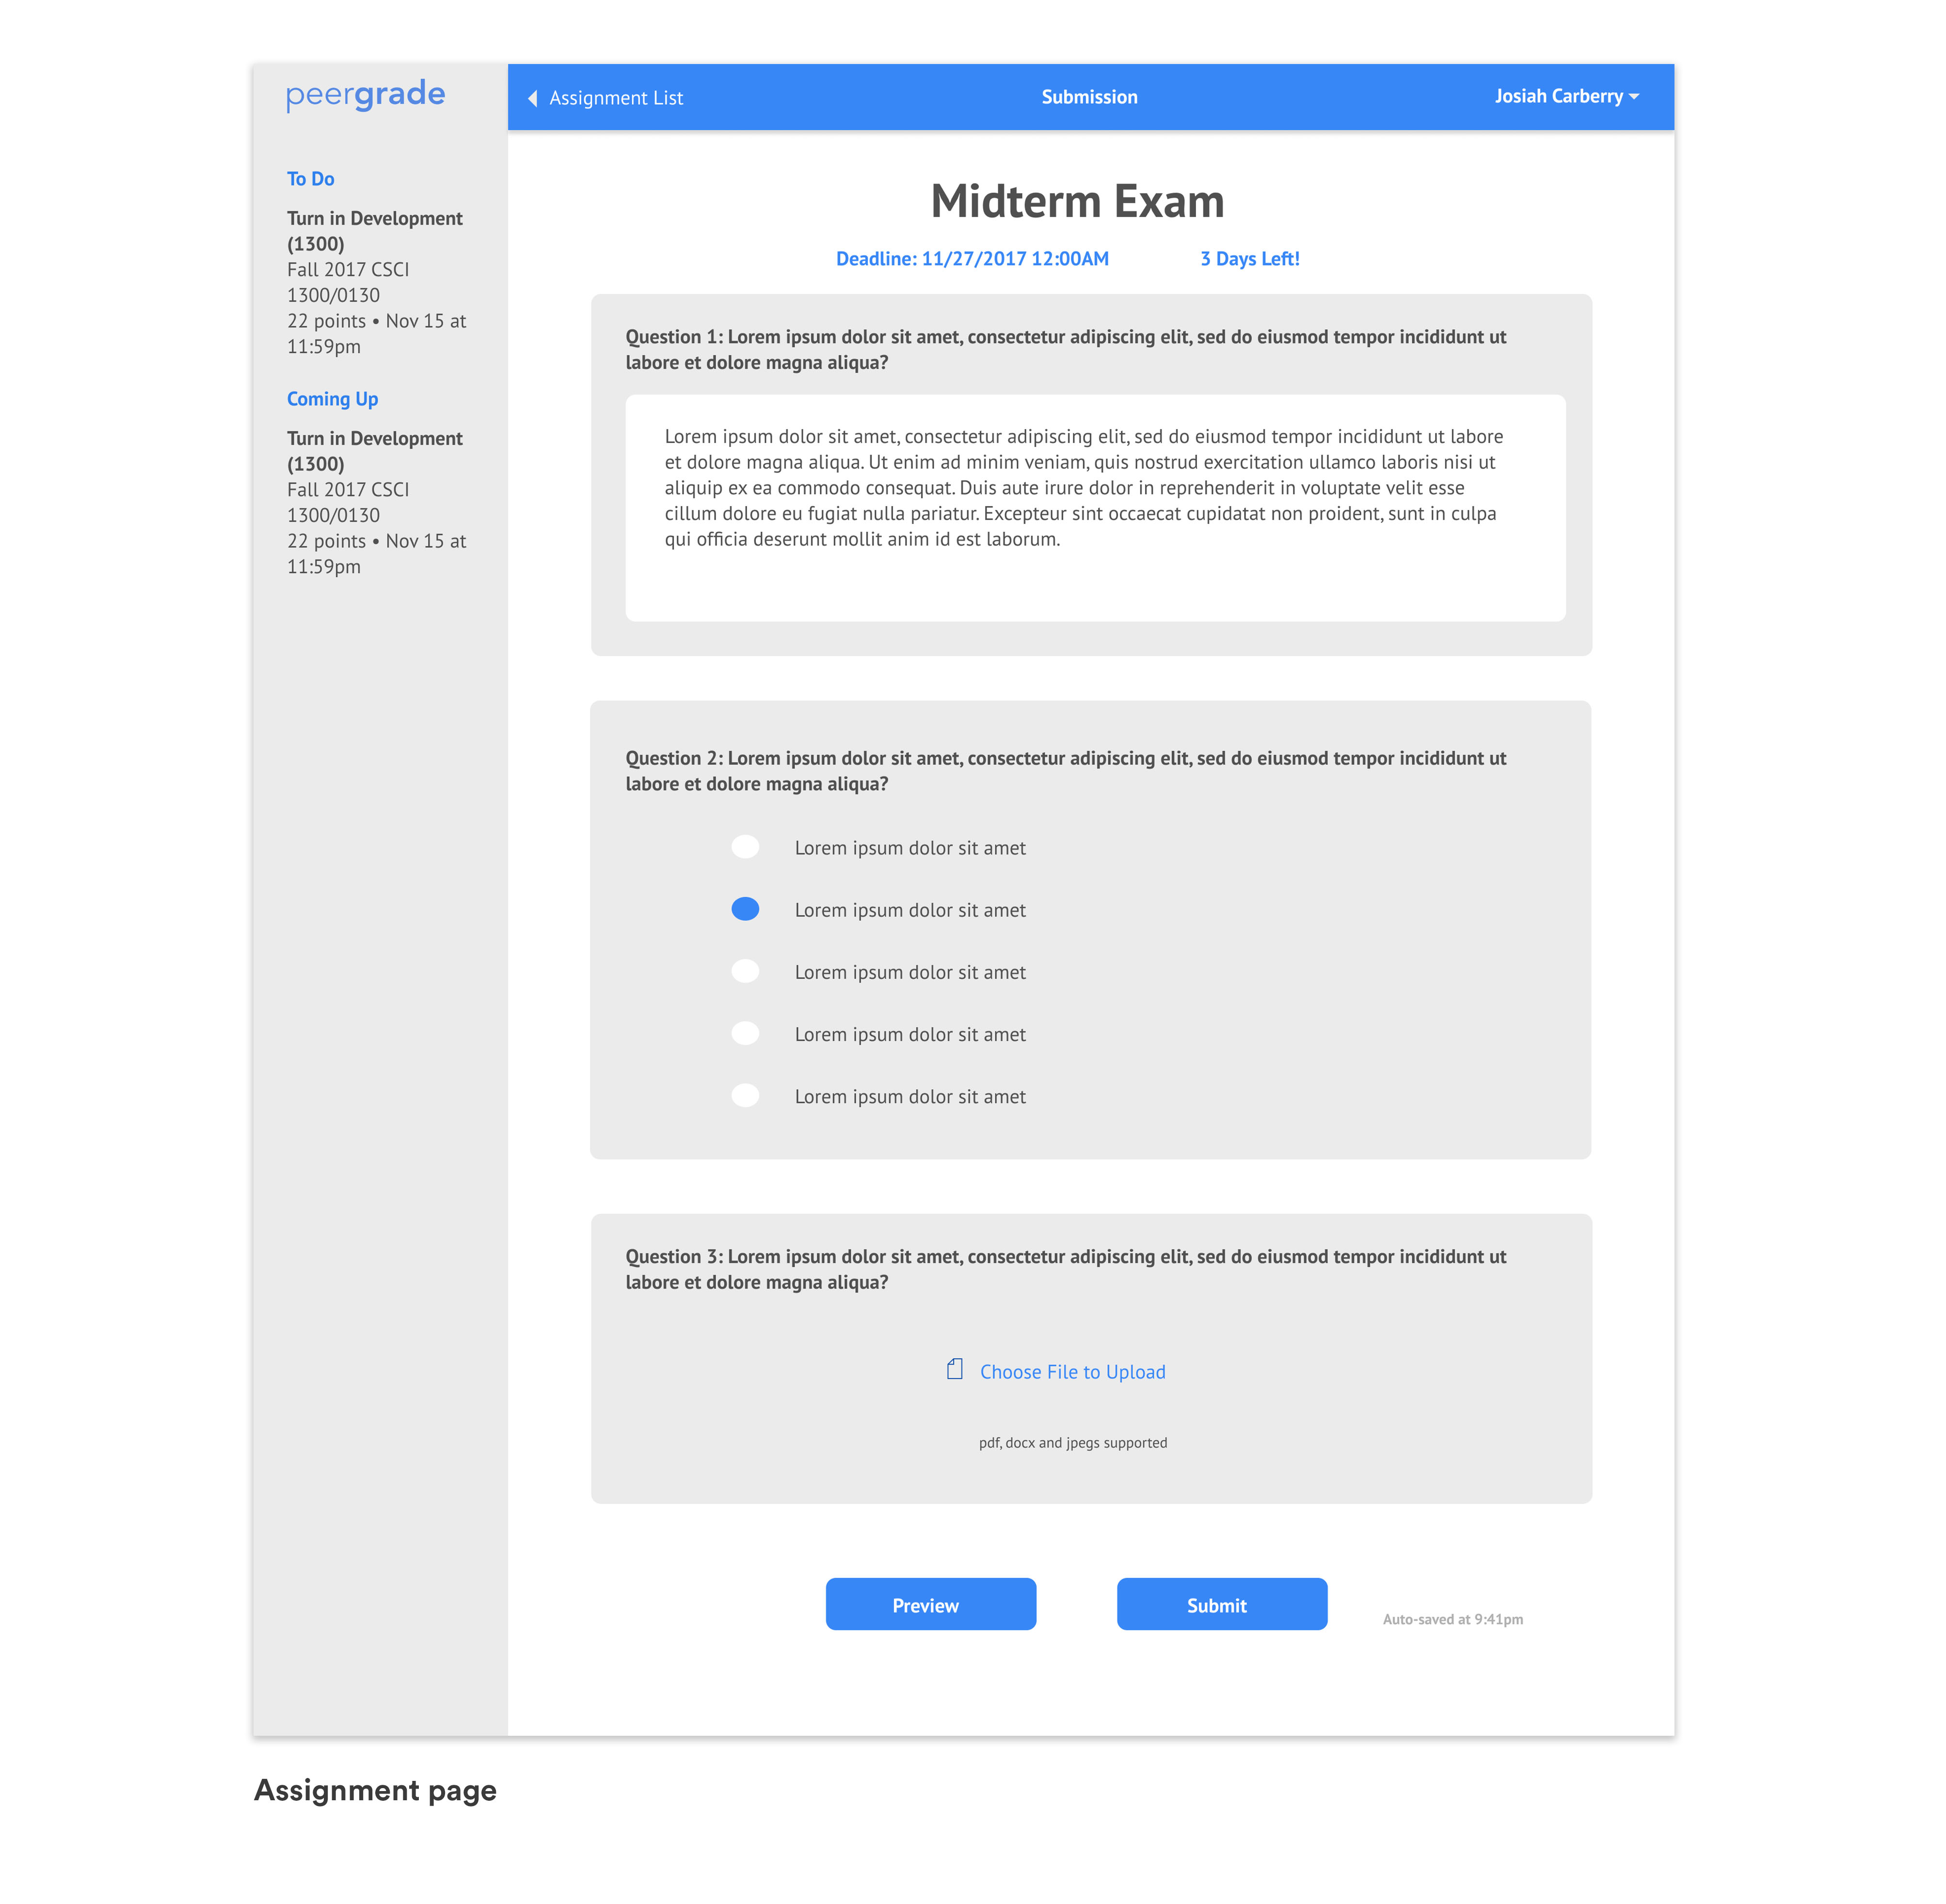 peergrade
Assignment List
Submission
Josiah Carberry
To Do
Turn in Development
(1300)
Fall 2017 CSCI
1300/0130
22 points • Nov 15 at
11:59pm
Coming Up
Turn in Development
(1300)
Fall 2017 CSCI
1300/0130
22 points • Nov 15 at
11:59pm
Midterm Exam
Deadline: 11/27/2017 12:00AM
3 Days Left!
Question 1: Lorem ipsum dolor sit amet, consectetur adipiscing elit, sed do eiusmod tempor incididunt ut
labore et dolore magna aliqua?
Lorem ipsum dolor sit amet, consectetur adipiscing elit, sed do eiusmod tempor incididunt ut labore
et dolore magna aliqua. Ut enim ad minim veniam, quis nostrud exercitation ullamco laboris nisi ut
aliquip ex ea commodo consequat. Duis aute irure dolor in reprehenderit in voluptate velit esse
cillum dolore eu fugiat nulla pariatur. Excepteur sint occaecat cupidatat non proident, sunt in culpa
qui officia deserunt mollit anim id est laborum.
Question 2: Lorem ipsum dolor sit amet, consectetur adipiscing elit, sed do eiusmod tempor incididunt ut
labore et dolore magna aliqua?
Lorem ipsum dolor sit amet
Lorem ipsum dolor sit amet
Lorem ipsum dolor sit amet
Lorem ipsum dolor sit amet
Lorem ipsum dolor sit amet
Question 3: Lorem ipsum dolor sit amet, consectetur adipiscing elit, sed do eiusmod tempor incididunt ut
labore et dolore magna aliqua?
Choose File to Upload
pdf, docx and jpegs supported
Preview
Submit
Auto-saved at 9:41pm
Assignment page